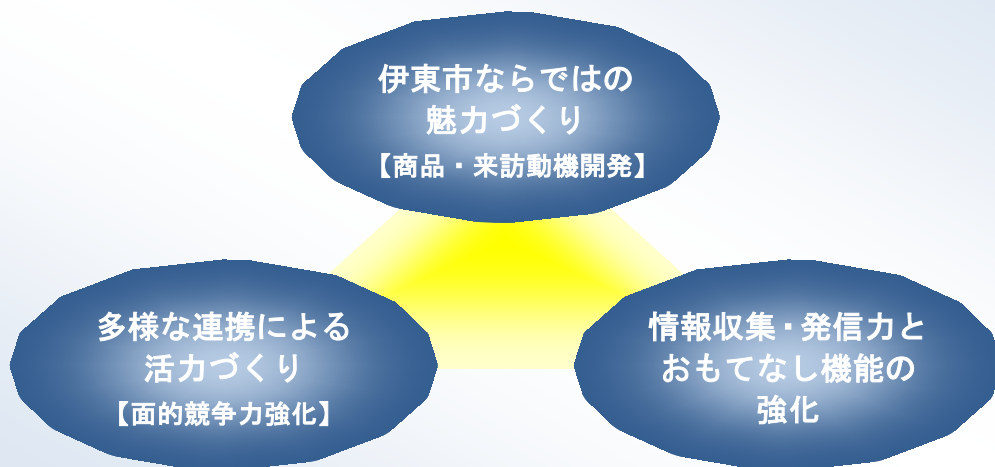 伊東市ならではの
魅力づくり
【商品・来訪動機開発】
多様な連携による
活力づくり
【面的競争力強化】
情報収集・発信力と
おもてなし機能の
強化